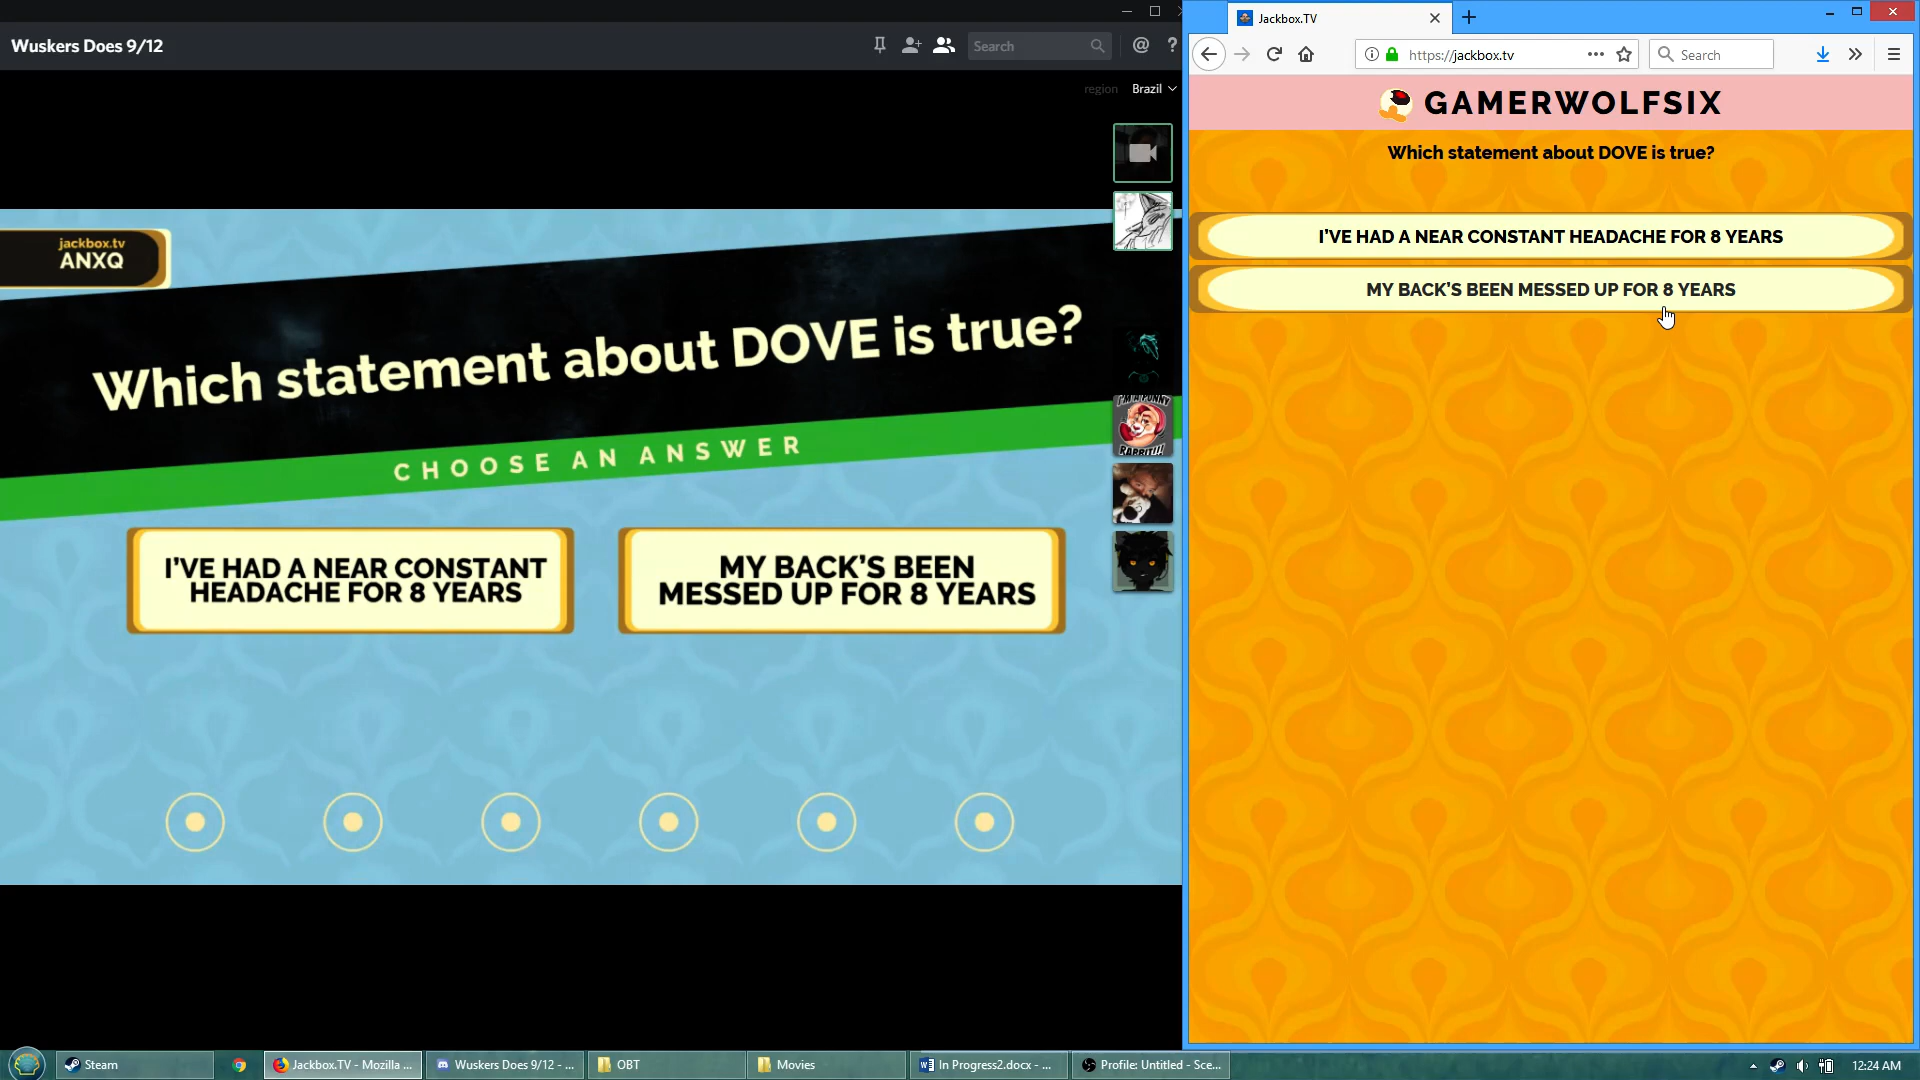 Wuskers Does 9/12
Search
@
?
region Brazil
jackbox.tv
ANXQ
Which statement about DOVE is true?
CHOOSE AN ANSWER
I'VE HAD A NEAR CONSTANT
HEADACHE FOR 8 YEARS
MY BACK'S BEEN
MESSED UP FOR 8 YEARS
I'M A FUNNY
RABBIT!!
Jackbox.TV
https://jackbox.tv
Search
GAMERWOLFSIX
Which statement about DOVE is true?
I'VE HAD A NEAR CONSTANT HEADACHE FOR 8 YEARS
MY BACK'S BEEN MESSED UP FOR 8 YEARS
Steam
Jackbox.TV - Mozilla ...
Wuskers Does 9/12 - ...
OBT
Movies
In Progress2.docx - ...
Profile: Untitled - Sce...
12:24 AM